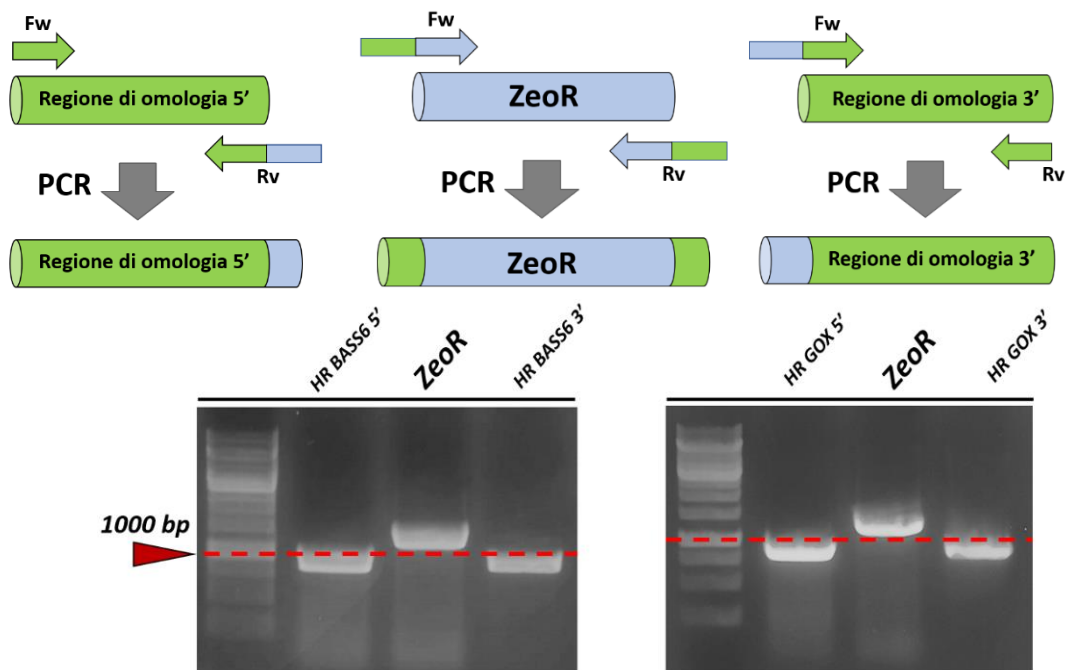 Fw
Regione di omologia 5’
Rv
PCR
Regione di omologia 5’
Fw
ZeoR
Rv
PCR
ZeoR
Fw
Regione di omologia 3’
Rv
PCR
Regione di omologia 3’
HR BASS6 5’
ZeoR
HR BASS6 3’
1000 bp
HR GOX 5’
ZeoR
HR GOX 3’